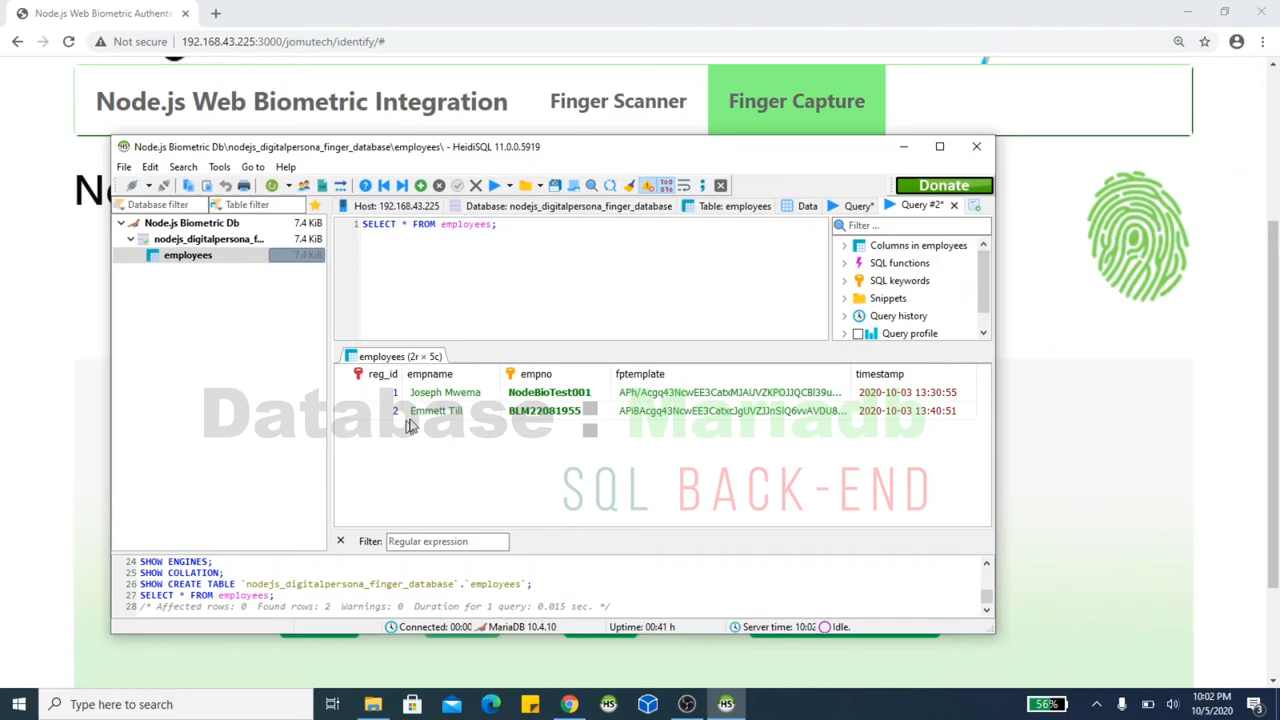 Node.js Web Biometric Authenti
Not secure 192.168.43.225:3000/jomutech/identify/#
Node.js Web Biometric Integration Finger Scanner Finger Capture
Node.js Biometric Db\nodejs_digitalpersona_finger_database\employees\ - HeidiSQL 11.0.0.5919
File Edit Search Tools Go to Help
Donate
Database filter Table filter Host: 192.168.43.225 Database: nodejs_digitalpersona_finger_database Table: employees Data Query* Query #2*
Node.js Biometric Db 7.4 KiB
nodejs_digitalpersona_f... 7.4 KiB
employees 7.4 KiB
1 SELECT * FROM employees;
Filter ...
Columns in employees
SQL functions
SQL keywords
Snippets
Query history
Query profile
employees (2r × 5c)
reg_id empname empno fptemplate timestamp
1 Joseph Mwema NodeBioTest001 APh/Acgq43NcwEE3CatxMJAUVZKPOJJQCBl39u... 2020-10-03 13:30:55
2 Emmett Till BLM22081955 APiBAcgq43NcwEE3CatxcJgUVZJJnSlQ6vvAVDU8... 2020-10-03 13:40:51
Database : Mariadb
SQL BACK-END
Filter: Regular expression
24 SHOW ENGINES;
25 SHOW COLLATION;
26 SHOW CREATE TABLE `nodejs_digitalpersona_finger_database`.`employees`;
27 SELECT * FROM employees;
28 /* Affected rows: 0 Found rows: 2 Warnings: 0 Duration for 1 query: 0.015 sec. */
Connected: 00:00 MariaDB 10.4.10 Uptime: 00:41 h Server time: 10:02 Idle.
Type here to search
56%
10:02 PM
10/5/2020
3